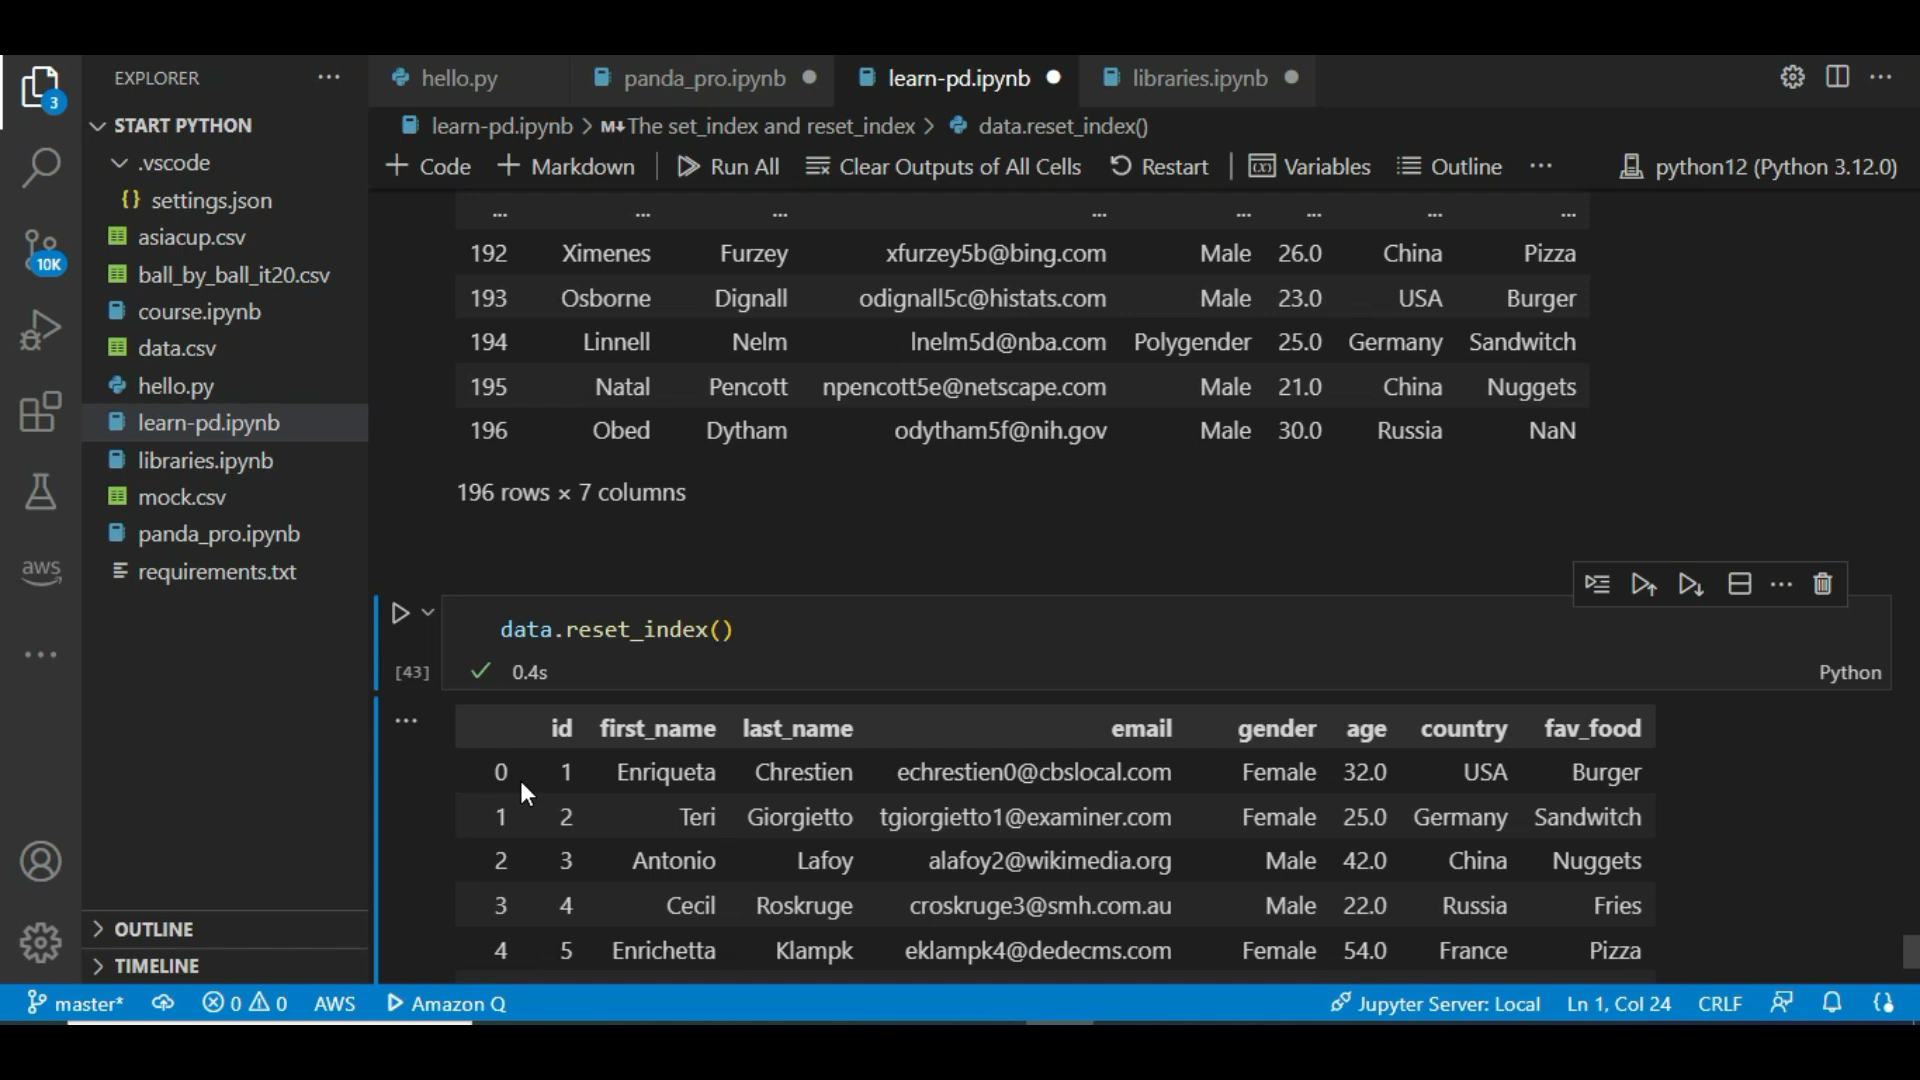 EXPLORER ...
hello.py panda_pro.ipynb learn-pd.ipynb libraries.ipynb ...
3
START PYTHON
learn-pd.ipynb > M↓The set_index and reset_index > data.reset_index()
.vscode
+ Code + Markdown Run All Clear Outputs of All Cells Restart (x) Variables Outline ... python12 (Python 3.12.0)
{} settings.json
... ... ... ... ... ... ... ...
asiacup.csv
192 Ximenes Furzey xfurzey5b@bing.com Male 26.0 China Pizza
10K
ball_by_ball_it20.csv
193 Osborne Dignall odignall5c@histats.com Male 23.0 USA Burger
course.ipynb
194 Linnell Nelm lnelm5d@nba.com Polygender 25.0 Germany Sandwitch
data.csv
hello.py
195 Natal Pencott npencott5e@netscape.com Male 21.0 China Nuggets
learn-pd.ipynb
196 Obed Dytham odytham5f@nih.gov Male 30.0 Russia NaN
libraries.ipynb
196 rows × 7 columns
mock.csv
panda_pro.ipynb
aws
requirements.txt
...
data.reset_index()
...
[43] 0.4s Python
...
id first_name last_name email gender age country fav_food
0 1 Enriqueta Chrestien echrestien0@cbslocal.com Female 32.0 USA Burger
1 2 Teri Giorgietto tgiorgietto1@examiner.com Female 25.0 Germany Sandwitch
2 3 Antonio Lafoy alafoy2@wikimedia.org Male 42.0 China Nuggets
3 4 Cecil Roskruge croskruge3@smh.com.au Male 22.0 Russia Fries
OUTLINE
4 5 Enrichetta Klampk eklampk4@dedecms.com Female 54.0 France Pizza
TIMELINE
master* 0 0 AWS Amazon Q Jupyter Server: Local Ln 1, Col 24 CRLF